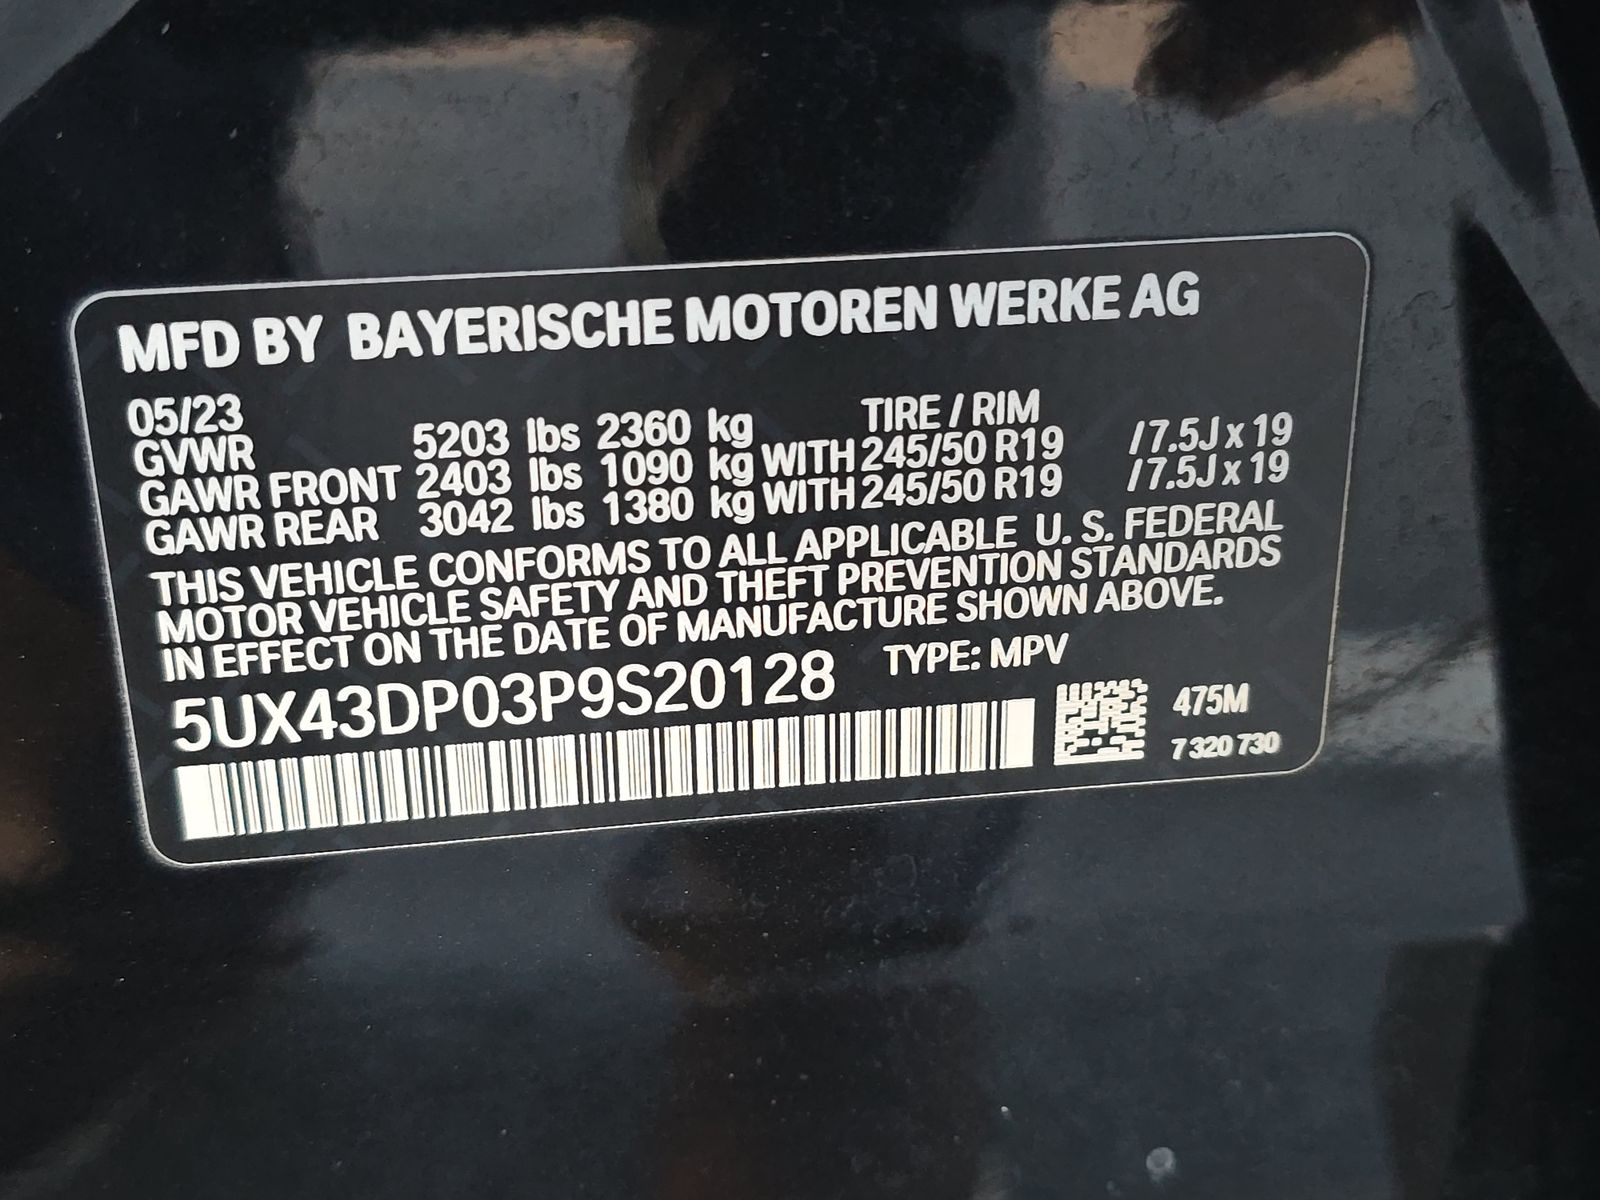 MFD BY BAYERISCHE MOTOREN WERKE AG
05/23 TIRE / RIM
GVWR 5203 lbs 2360 kg
GAWR FRONT 2403 lbs 1090 kg WITH 245/50 R19 /7.5J x 19
GAWR REAR 3042 lbs 1380 kg WITH 245/50 R19 /7.5J x 19
THIS VEHICLE CONFORMS TO ALL APPLICABLE U. S. FEDERAL
MOTOR VEHICLE SAFETY AND THEFT PREVENTION STANDARDS
IN EFFECT ON THE DATE OF MANUFACTURE SHOWN ABOVE.
5UX43DP03P9S20128 TYPE: MPV
475M
7 320 730